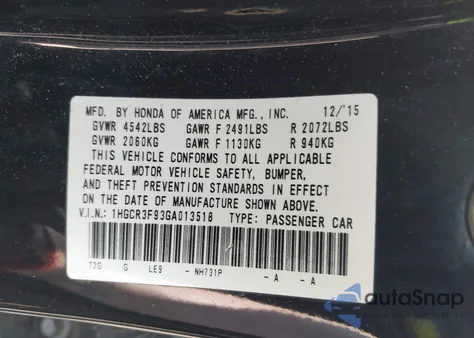 MFD. BY HONDA OF AMERICA MFG., INC. 12/'15
GVWR 4542LBS GAWR F 2491LBS R 2072LBS
GVWR 2060KG GAWR F 1130KG R 940KG
THIS VEHICLE CONFORMS TO ALL APPLICABLE
FEDERAL MOTOR VEHICLE SAFETY, BUMPER,
AND THEFT PREVENTION STANDARDS IN EFFECT
ON THE DATE OF MANUFACTURE SHOWN ABOVE.
V.I.N.: 1HGCR3F93GA013518 TYPE: PASSENGER CAR
T2G G LE9 - NH731P - A - A
autoSnap